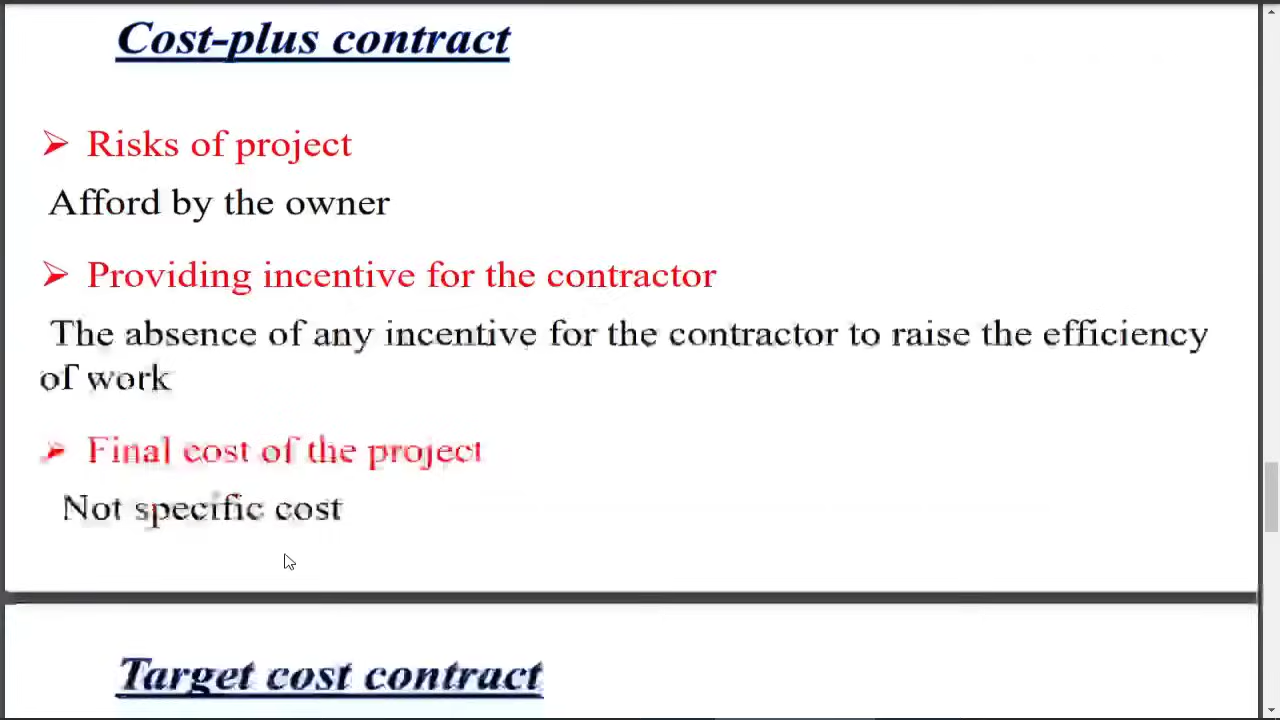 Cost-plus contract
➢ Risks of project
Afford by the owner
➢ Providing incentive for the contractor
The absence of any incentive for the contractor to raise the efficiency
of work
➢ Final cost of the project
Not specific cost
Target cost contract